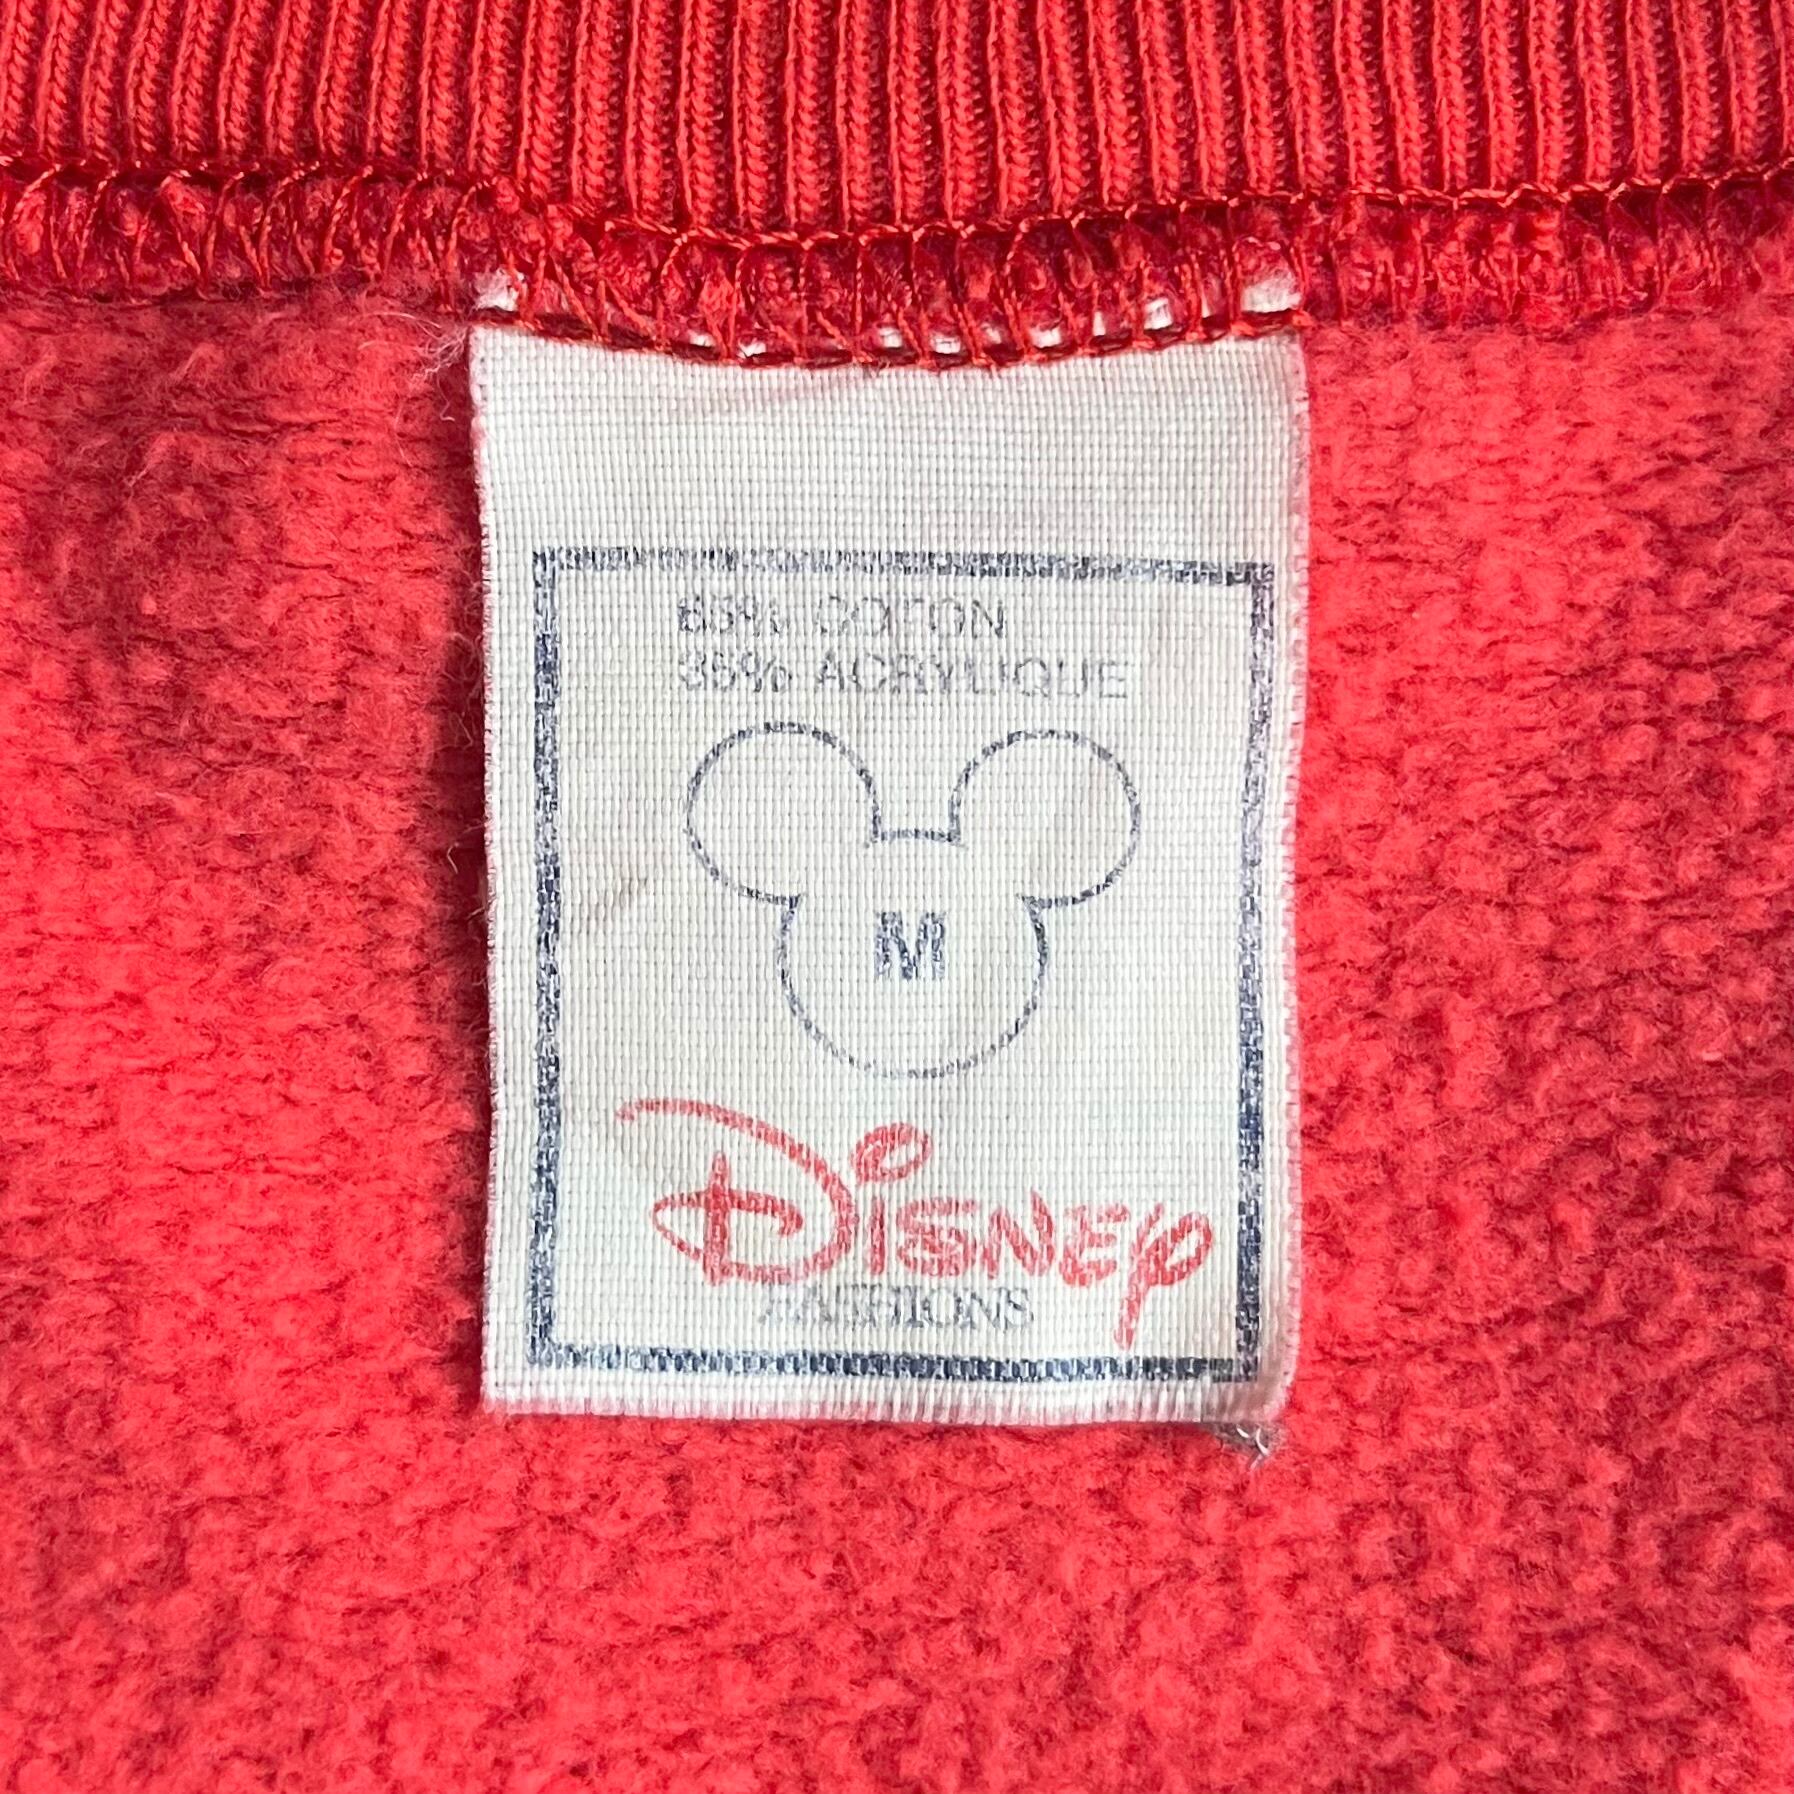 65% COTON
35% ACRYLIQUE
M
Disney
FASHIONS